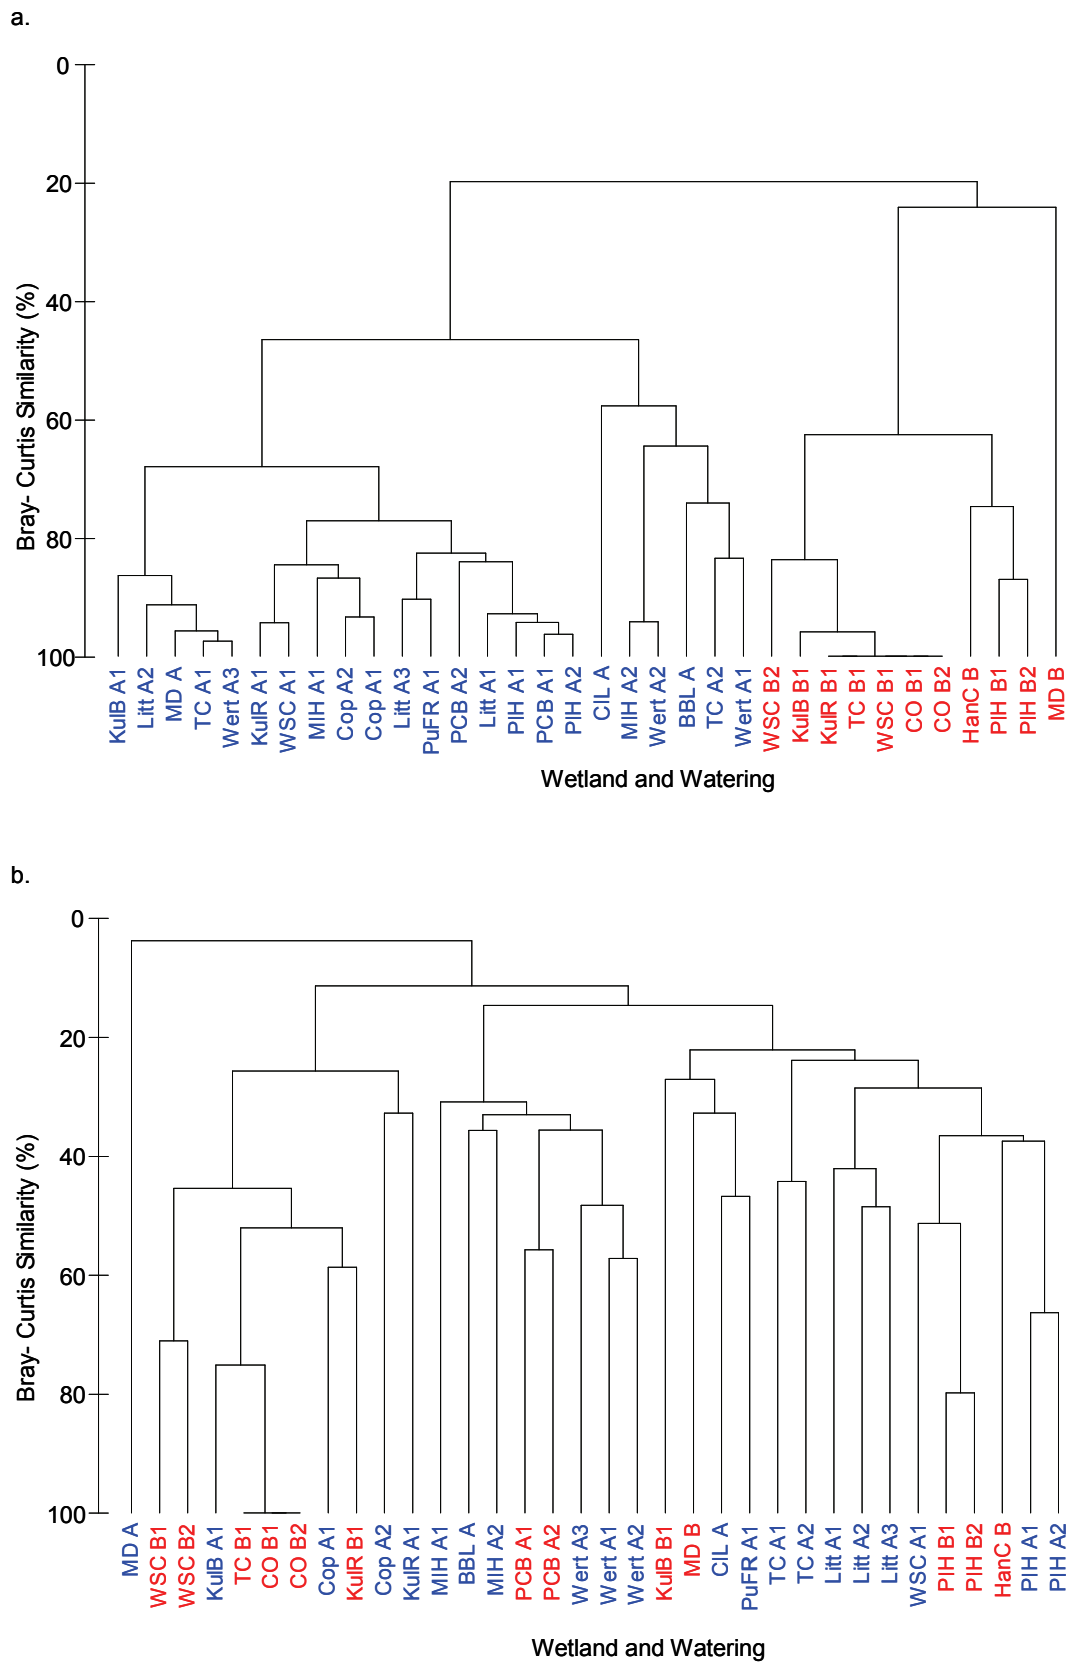 a.
0
20
40
60
80
100
Bray- Curtis Similarity (%)
KulB A1
Litt A2
MD A
TC A1
Wert A3
KulR A1
WSC A1
MIH A1
Cop A2
Cop A1
Litt A3
PuFR A1
PCB A2
Litt A1
PIH A1
PCB A1
PIH A2
CIL A
MIH A2
Wert A2
BBL A
TC A2
Wert A1
WSC B2
KulB B1
KulR B1
TC B1
WSC B1
CO B1
CO B2
HanC B
PIH B1
PIH B2
MD B
Wetland and Watering
b.
0
20
40
60
80
100
Bray- Curtis Similarity (%)
MD A
WSC B1
WSC B2
KulB A1
TC B1
CO B1
CO B2
Cop A1
KulR B1
Cop A2
KulR A1
MIH A1
BBL A
MIH A2
PCB A1
PCB A2
Wert A3
Wert A1
Wert A2
KulB B1
MD B
CIL A
PuFR A1
TC A1
TC A2
Litt A1
Litt A2
Litt A3
WSC A1
PIH B1
PIH B2
HanC B
PIH A1
PIH A2
Wetland and Watering